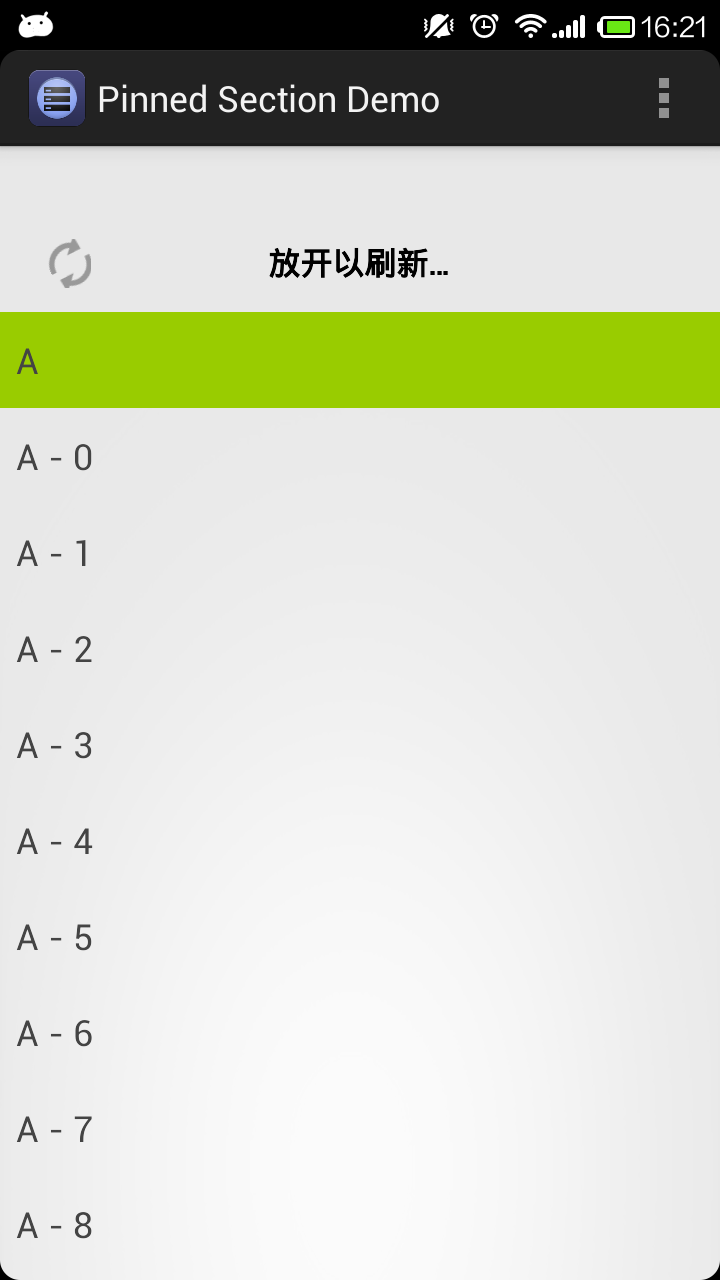 16:21
Pinned Section Demo
放开以刷新...
A
A - 0
A - 1
A - 2
A - 3
A - 4
A - 5
A - 6
A - 7
A - 8